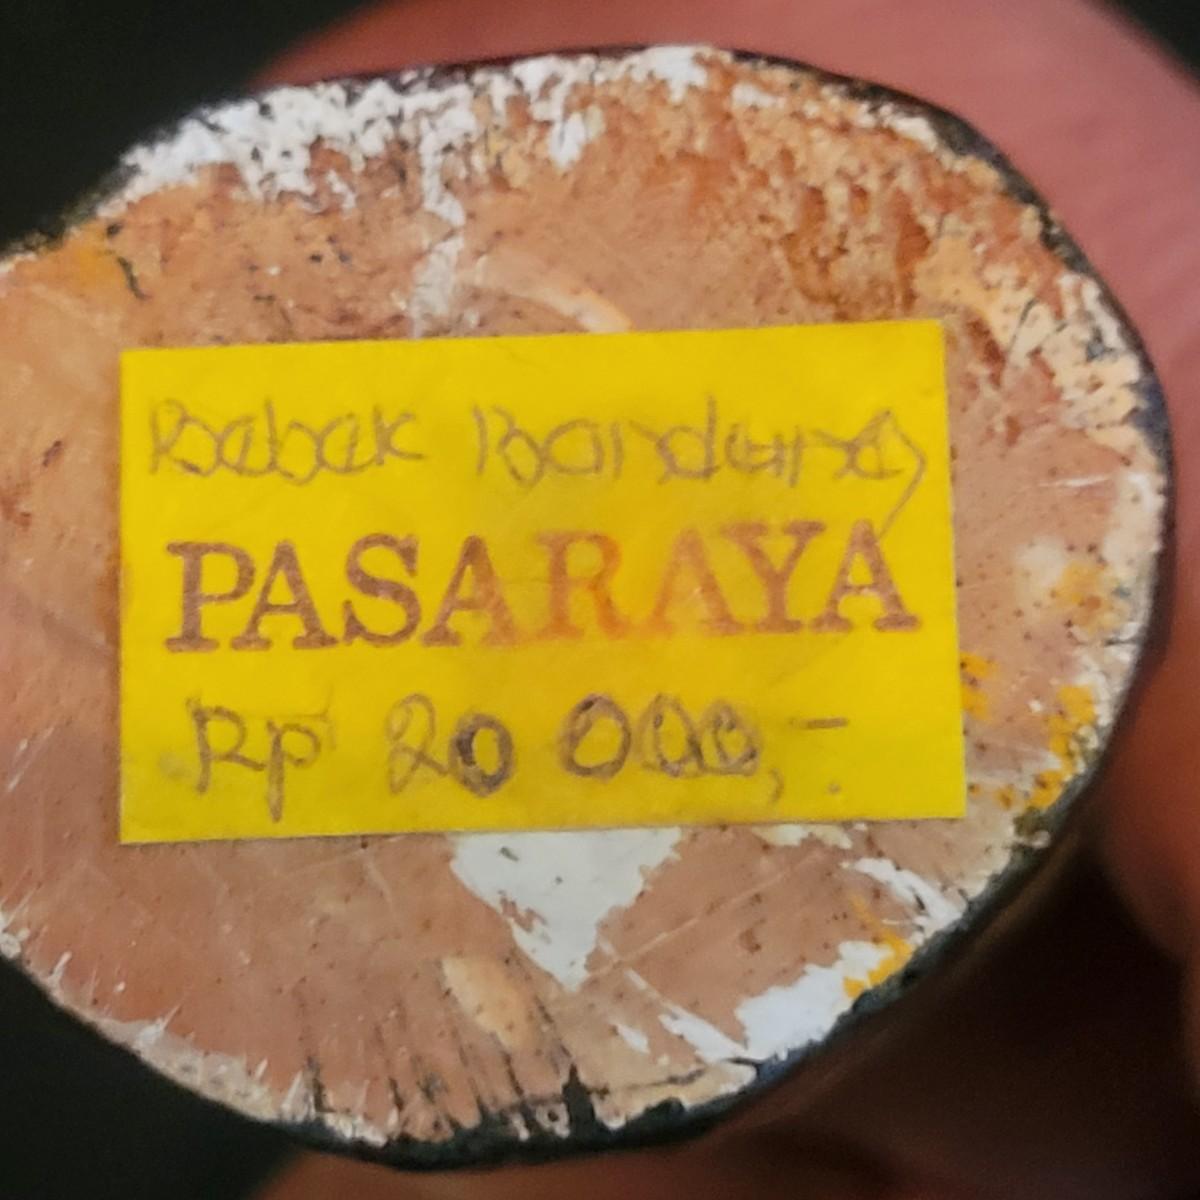 Babak Bandung
PASARAYA
Rp 20 000,-